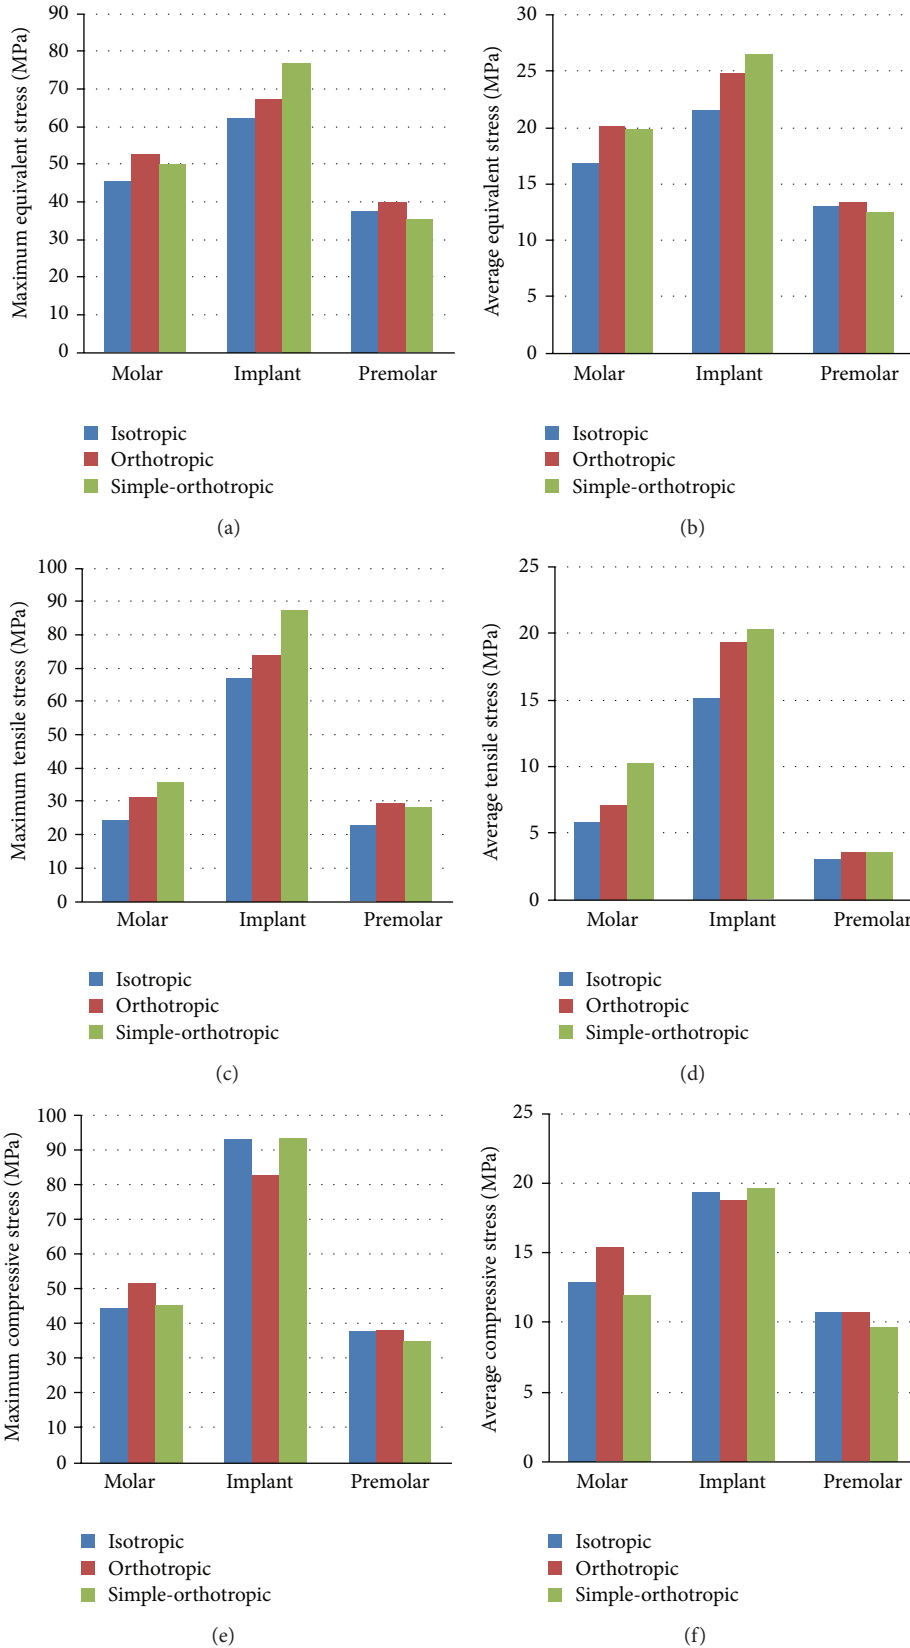 Maximum equivalent stress (MPa)
90
80
70
60
50
40
30
20
10
0
Molar
Implant
Premolar
Isotropic
Orthotropic
Simple-orthotropic
(a)
Average equivalent stress (MPa)
30
25
20
15
10
5
0
Molar
Implant
Premolar
Isotropic
Orthotropic
Simple-orthotropic
(b)
Maximum tensile stress (MPa)
100
90
80
70
60
50
40
30
20
10
0
Molar
Implant
Premolar
Isotropic
Orthotropic
Simple-orthotropic
(c)
Average tensile stress (MPa)
25
20
15
10
5
0
Molar
Implant
Premolar
Isotropic
Orthotropic
Simple-orthotropic
(d)
Maximum compressive stress (MPa)
100
90
80
70
60
50
40
30
20
10
0
Molar
Implant
Premolar
Isotropic
Orthotropic
Simple-orthotropic
(e)
Average compressive stress (MPa)
25
20
15
10
5
0
Molar
Implant
Premolar
Isotropic
Orthotropic
Simple-orthotropic
(f)